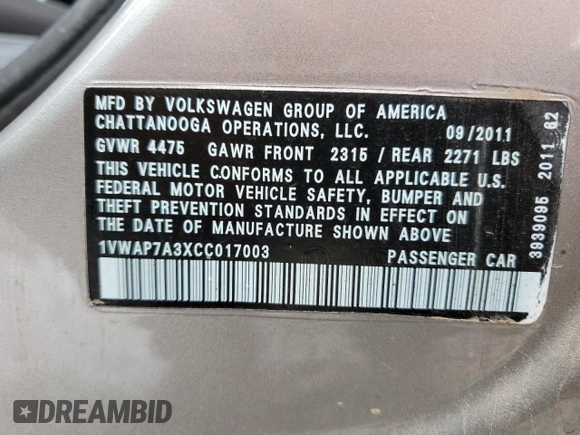 MFD BY VOLKSWAGEN GROUP OF AMERICA
CHATTANOOGA OPERATIONS, LLC. 09/2011
GVWR 4475 GAWR FRONT 2315 / REAR 2271 LBS
THIS VEHICLE CONFORMS TO ALL APPLICABLE U.S.
FEDERAL MOTOR VEHICLE SAFETY, BUMPER AND
THEFT PREVENTION STANDARDS IN EFFECT ON
THE DATE OF MANUFACTURE SHOWN ABOVE
1VWAP7A3XCC017003 PASSENGER CAR
3939095 2011 82
DREAMBID